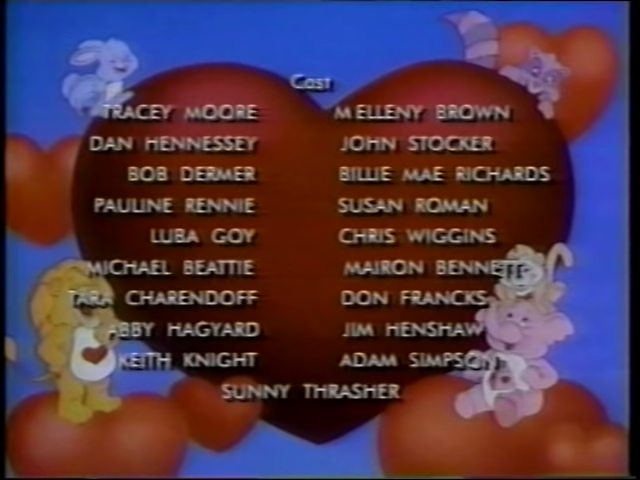 Cast
TRACEY MOORE MELLENY BROWN
DAN HENNESSEY JOHN STOCKER
BOB DERMER BILLIE MAE RICHARDS
PAULINE RENNIE SUSAN ROMAN
LUBA GOY CHRIS WIGGINS
MICHAEL BEATTIE MAIRON BENNETT
TARA CHARENDOFF DON FRANCKS
ABBY HAGYARD JIM HENSHAW
KEITH KNIGHT ADAM SIMPSON
SUNNY THRASHER